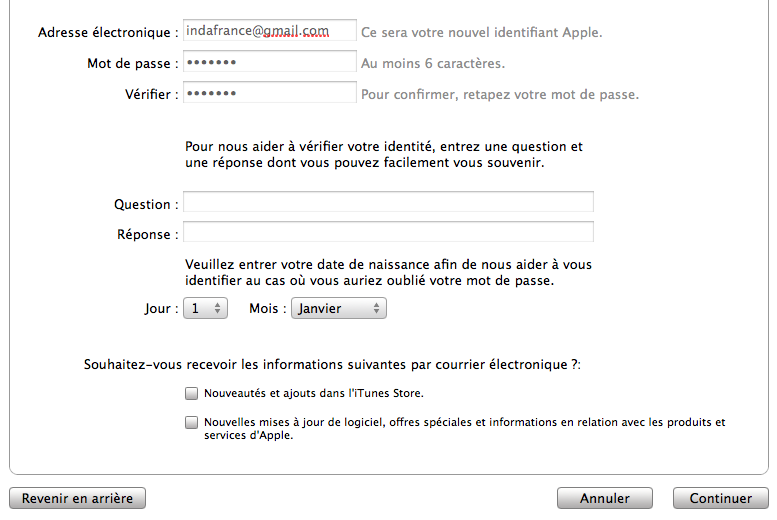 Adresse électronique : indafrance@gmail.com Ce sera votre nouvel identifiant Apple.
Mot de passe : ••••••• Au moins 6 caractères.
Vérifier : ••••••• Pour confirmer, retapez votre mot de passe.
Pour nous aider à vérifier votre identité, entrez une question et
une réponse dont vous pouvez facilement vous souvenir.
Question :
Réponse :
Veuillez entrer votre date de naissance afin de nous aider à vous
identifier au cas où vous auriez oublié votre mot de passe.
Jour : 1 Mois : Janvier
Souhaitez-vous recevoir les informations suivantes par courrier électronique ?:
Nouveautés et ajouts dans l'iTunes Store.
Nouvelles mises à jour de logiciel, offres spéciales et informations en relation avec les produits et
services d'Apple.
Revenir en arrière Annuler Continuer